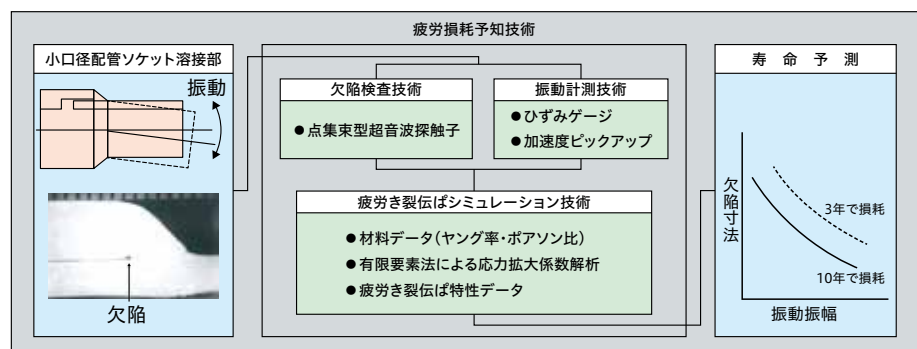 疲労損耗予知技術
小口径配管ソケット溶接部
振動
欠陥
欠陥検査技術
●点集束型超音波探触子
振動計測技術
●ひずみゲージ
●加速度ピックアップ
疲労き裂伝ぱシミュレーション技術
●材料データ(ヤング率・ポアソン比)
●有限要素法による応力拡大係数解析
●疲労き裂伝ぱ特性データ
寿命予測
欠陥寸法
3年で損耗
10年で損耗
振動振幅